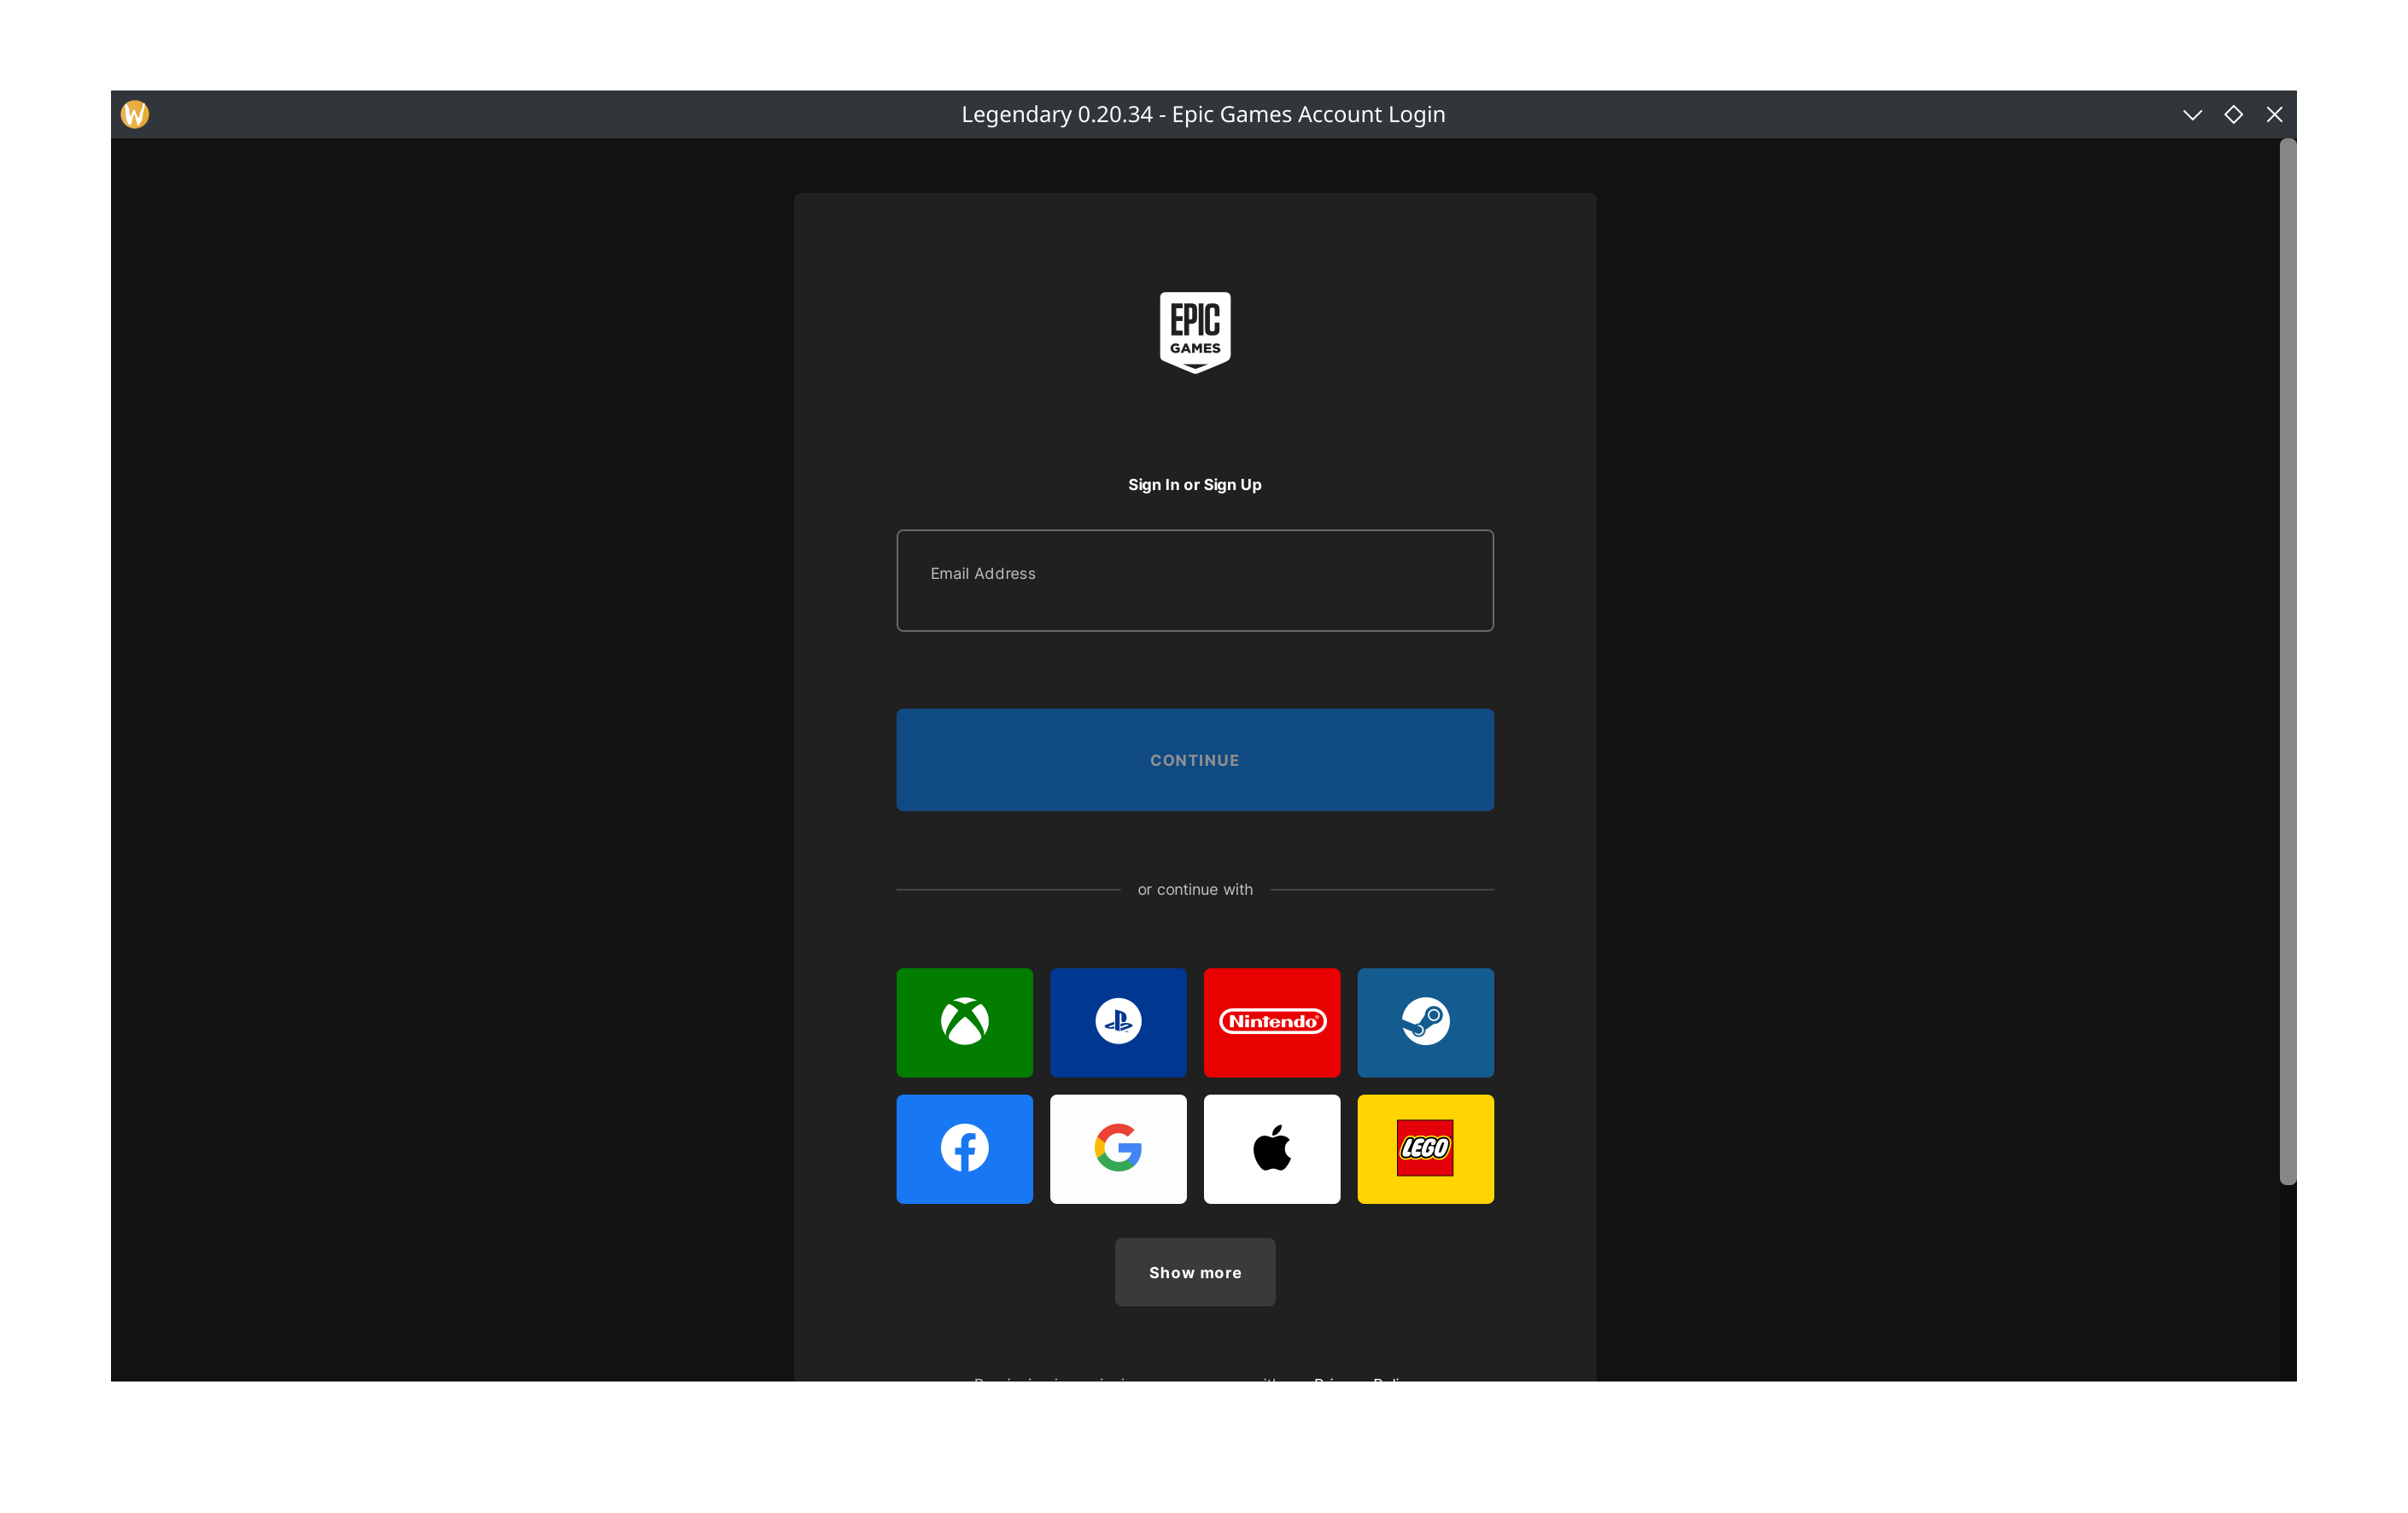 Legendary 0.20.34 - Epic Games Account Login
EPIC
GAMES
Sign In or Sign Up
Email Address
CONTINUE
or continue with
Nintendo
LEGO
Show more